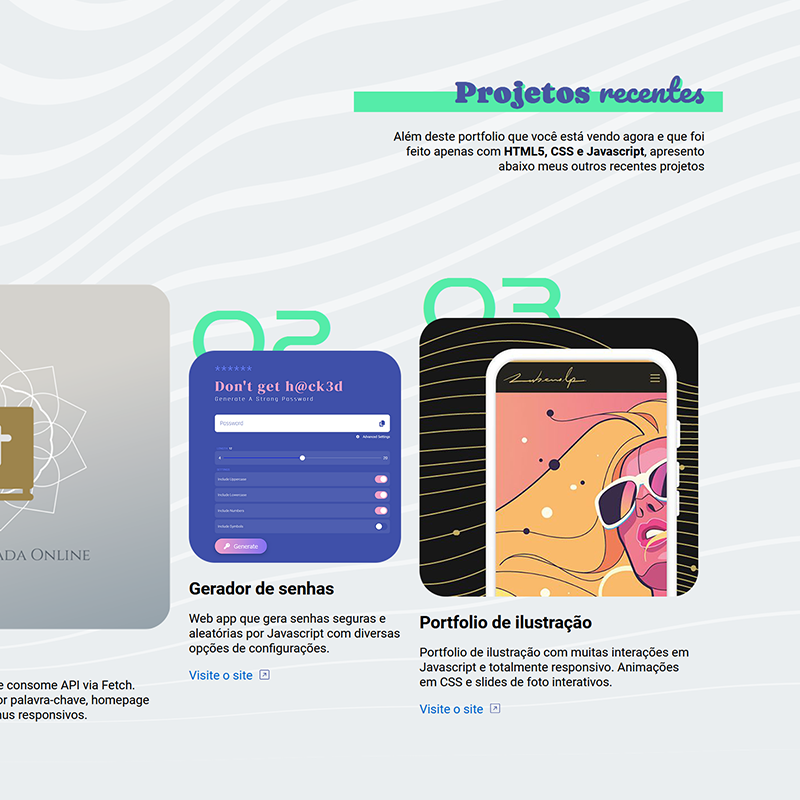 Projetos recentes
Além deste portfolio que você está vendo agora e que foi
feito apenas com HTML5, CSS e Javascript, apresento
abaixo meus outros recentes projetos
ADA ONLINE
e consome API via Fetch.
or palavra-chave, homepage
nus responsivos.
02
******
Don't get h@ck3d
Generate A Strong Password
Password
Advanced Settings
4
Include Uppercase
Include Lowercase
Include Numbers
Include Symbols
Generate
Gerador de senhas
Web app que gera senhas seguras e
aleatórias por Javascript com diversas
opções de configurações.
Visite o site
03
Portfolio de ilustração
Portfolio de ilustração com muitas interações em
Javascript e totalmente responsivo. Animações
em CSS e slides de foto interativos.
Visite o site